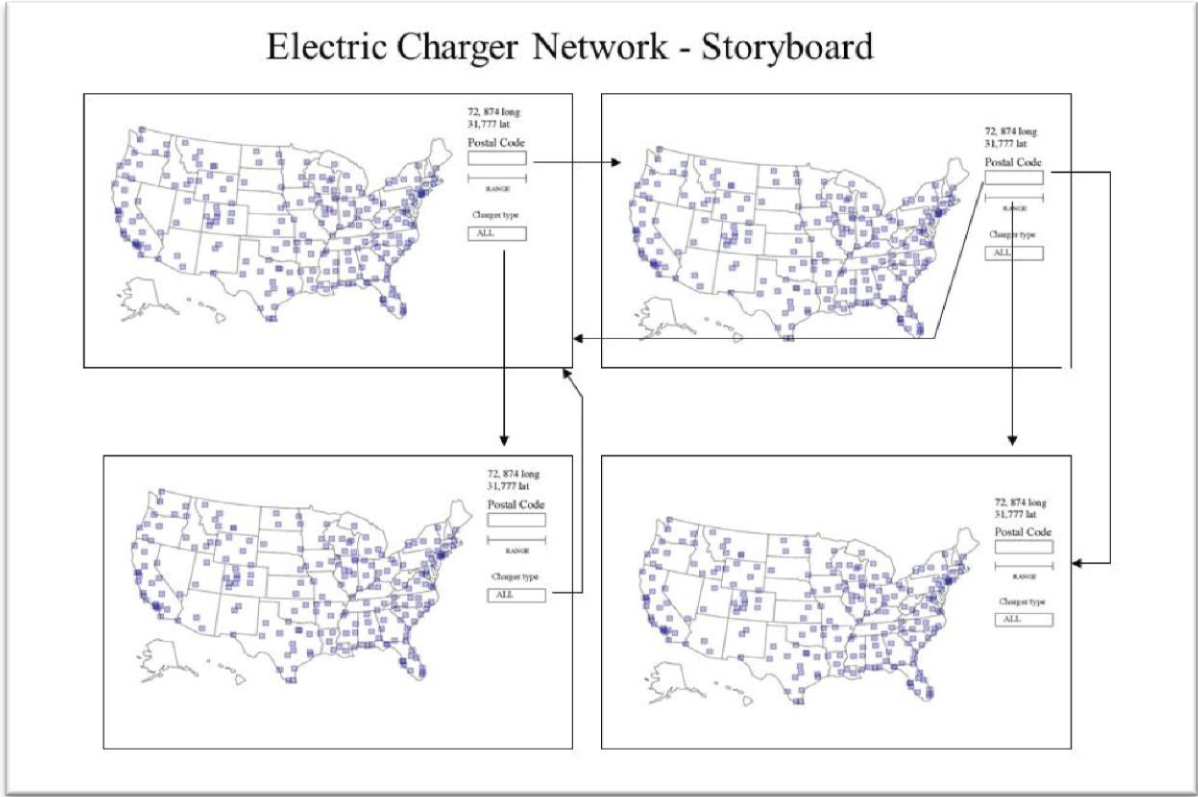 Electric Charger Network - Storyboard
72, 874 long
31,777 lat
Postal Code
RANGE
Charger type
ALL
72, 874 long
31,777 lat
Postal Code
RANGE
Charger type
ALL
72, 874 long
31,777 lat
Postal Code
RANGE
Charger type
ALL
72, 874 long
31,777 lat
Postal Code
RANGE
Charger type
ALL